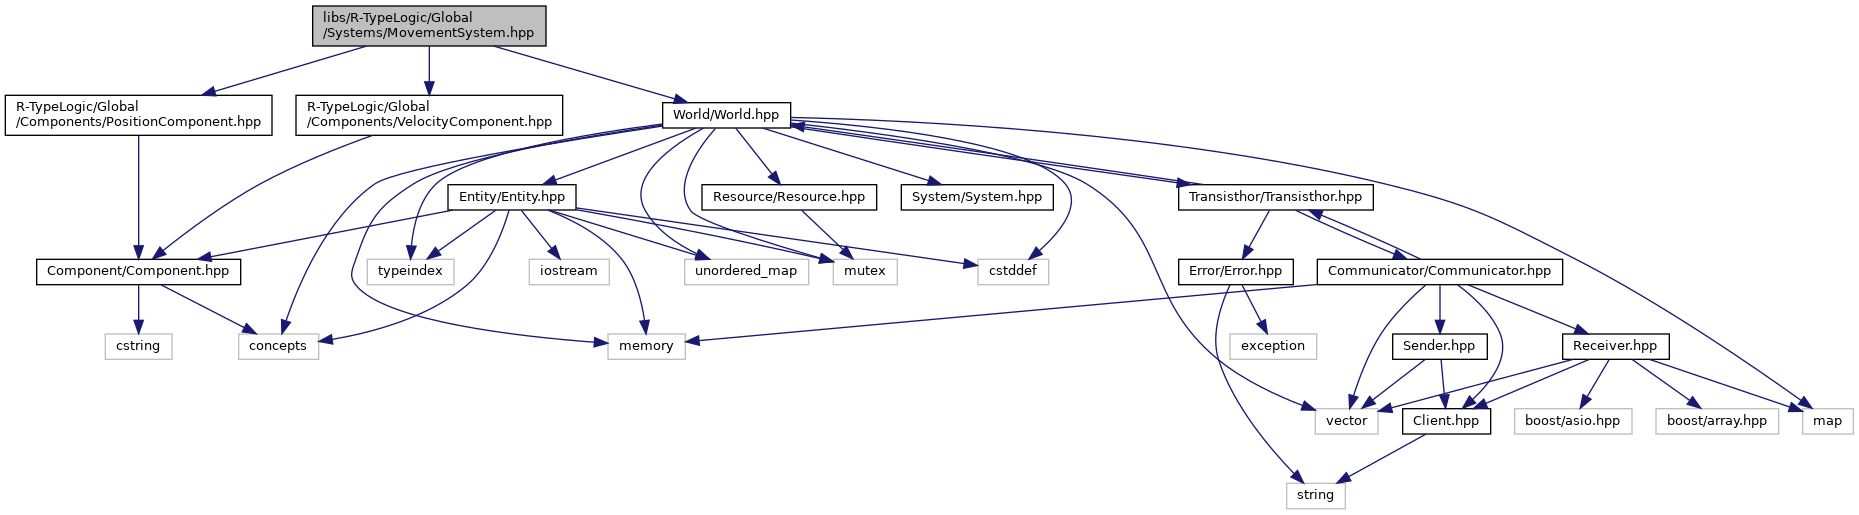 libs/R-TypeLogic/Global
/Systems/MovementSystem.hpp
R-TypeLogic/Global
/Components/PositionComponent.hpp
R-TypeLogic/Global
/Components/VelocityComponent.hpp
World/World.hpp
Entity/Entity.hpp
Resource/Resource.hpp
System/System.hpp
Transisthor/Transisthor.hpp
Component/Component.hpp
typeindex
iostream
unordered_map
mutex
cstddef
Error/Error.hpp
Communicator/Communicator.hpp
cstring
concepts
memory
exception
Sender.hpp
Receiver.hpp
vector
Client.hpp
boost/asio.hpp
boost/array.hpp
map
string